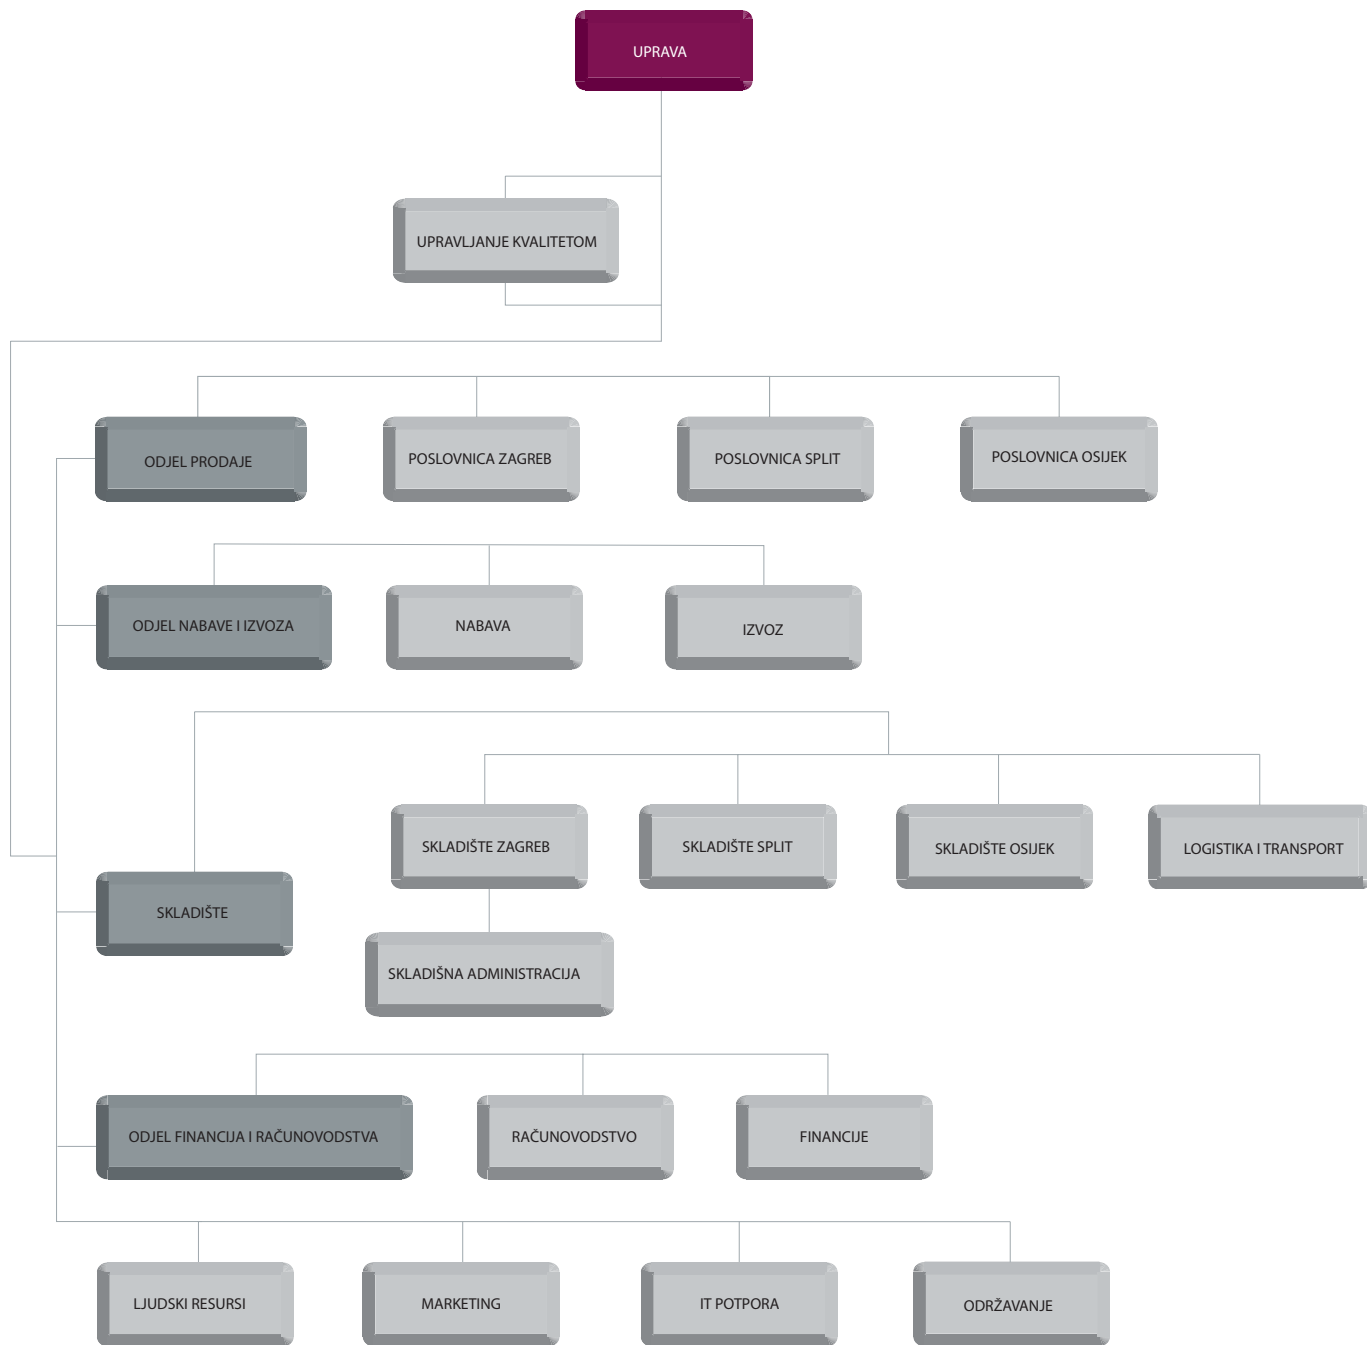 UPRAVA
UPRAVLJANJE KVALITETOM
ODJEL PRODAJE
POSLOVNICA ZAGREB
POSLOVNICA SPLIT
POSLOVNICA OSIJEK
ODJEL NABAVE I IZVOZA
NABAVA
IZVOZ
SKLADIŠTE ZAGREB
SKLADIŠTE SPLIT
SKLADIŠTE OSIJEK
LOGISTIKA I TRANSPORT
SKLADIŠTE
SKLADIŠNA ADMINISTRACIJA
ODJEL FINANCIJA I RAČUNOVODSTVA
RAČUNOVODSTVO
FINANCIJE
LJUDSKI RESURSI
MARKETING
IT POTPORA
ODRŽAVANJE